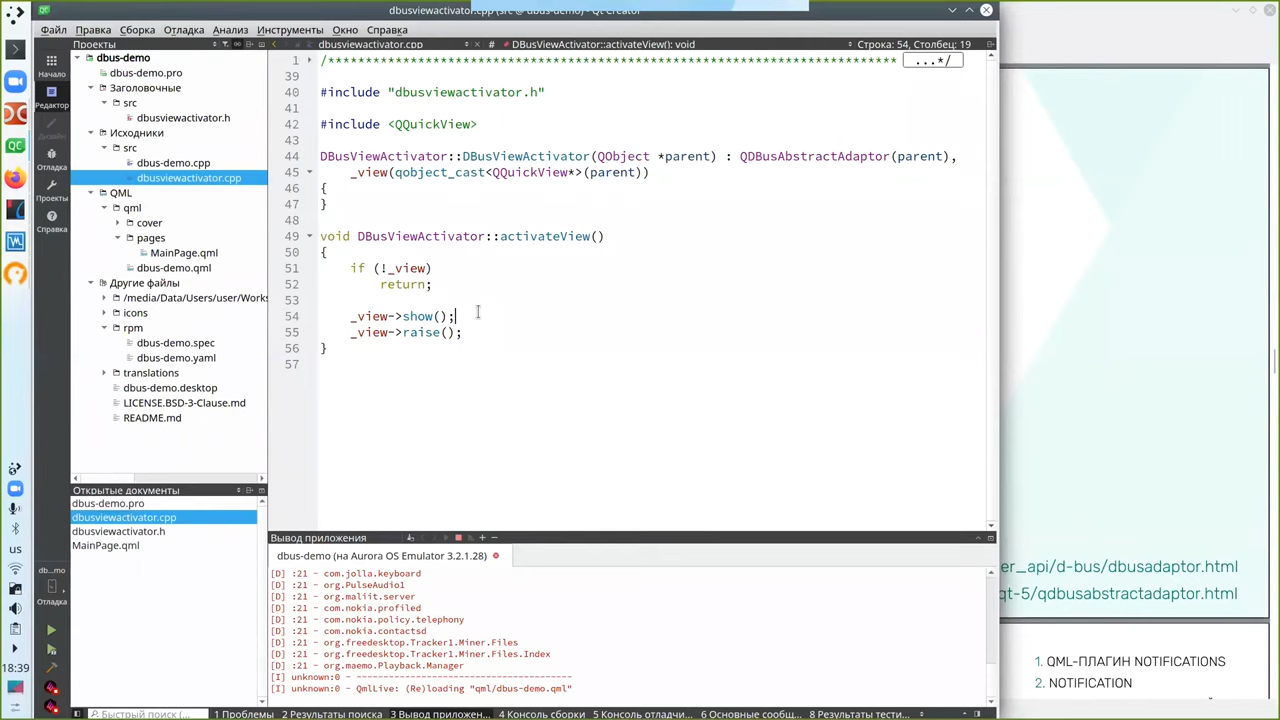 dbusviewactivator.cpp (src @ dbus-demo) - Qt Creator
Файл Правка Сборка Отладка Анализ Инструменты Окно Справка
Проекты
dbusviewactivator.cpp
# DBusViewActivator::activateView(): void
Строка: 54, Столбец: 19
Начало
Редактор
Дизайн
Отладка
Проекты
Справка
dbus-demo
dbus-demo.pro
Заголовочные
src
dbusviewactivator.h
Исходники
src
dbus-demo.cpp
dbusviewactivator.cpp
QML
qml
cover
pages
MainPage.qml
dbus-demo.qml
Другие файлы
/media/Data/Users/user/Works
icons
rpm
dbus-demo.spec
dbus-demo.yaml
translations
dbus-demo.desktop
LICENSE.BSD-3-Clause.md
README.md
Открытые документы
dbus-demo.pro
dbusviewactivator.cpp
dbusviewactivator.h
MainPage.qml
1 /**************************************************************************** ...*/
39
40 #include "dbusviewactivator.h"
41
42 #include <QQuickView>
43
44 DBusViewActivator::DBusViewActivator(QObject *parent) : QDBusAbstractAdaptor(parent),
45 _view(qobject_cast<QQuickView*>(parent))
46 {
47 }
48
49 void DBusViewActivator::activateView()
50 {
51 if (!_view)
52 return;
53
54 _view->show();
55 _view->raise();
56 }
57
Вывод приложения
dbus-demo (на Aurora OS Emulator 3.2.1.28)
[D] :21 - com.jolla.keyboard
[D] :21 - org.PulseAudio1
[D] :21 - org.maliit.server
[D] :21 - com.nokia.profiled
[D] :21 - com.nokia.policy.telephony
[D] :21 - com.nokia.contactsd
[D] :21 - org.freedesktop.Tracker1.Miner.Files
[D] :21 - org.freedesktop.Tracker1.Miner.Files.Index
[D] :21 - org.maemo.Playback.Manager
[I] unknown:0 - -------------------------------------
[I] unknown:0 - QmlLive: (Re)loading "qml/dbus-demo.qml"
db...mo
Отладка
us
18:39
Быстрый поиск (...
1 Проблемы 2 Результаты поиска 3 Вывод приложен... 4 Консоль сборки 5 Консоль отладчи... 6 Основные сообщ... 8 Результаты тести...
er_api/d-bus/dbusadaptor.html
qt-5/qdbusabstractadaptor.html
1. QML-ПЛАГИН NOTIFICATIONS
2. NOTIFICATION